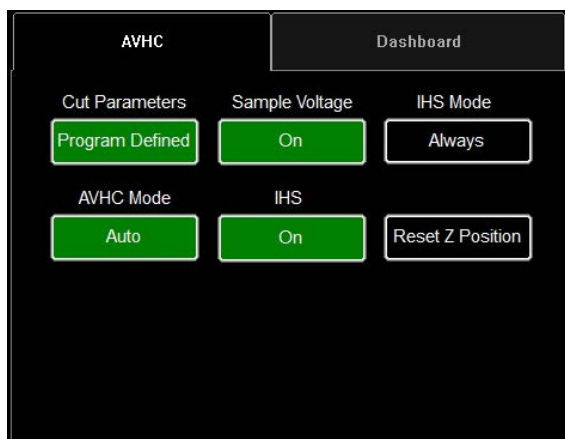 AVHC Dashboard
Cut Parameters Sample Voltage IHS Mode
Program Defined On Always
AVHC Mode IHS
Auto On Reset Z Position